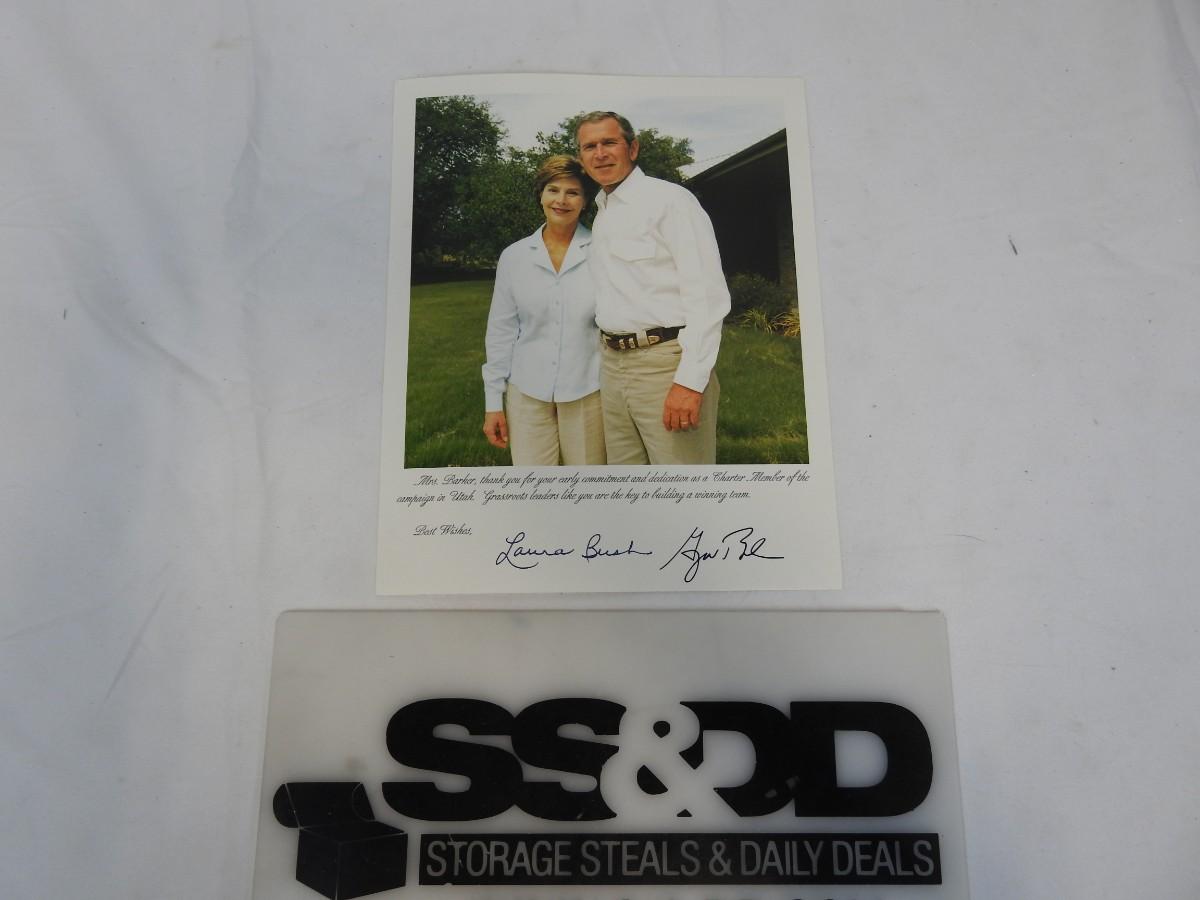 Mrs. Barker, thank you for your early commitment and dedication as a Charter Member of the
campaign in Utah. Grassroots leaders like you are the key to building a winning team.
Best Wishes,
Laura Bush
SS&DD
STORAGE STEALS & DAILY DEALS